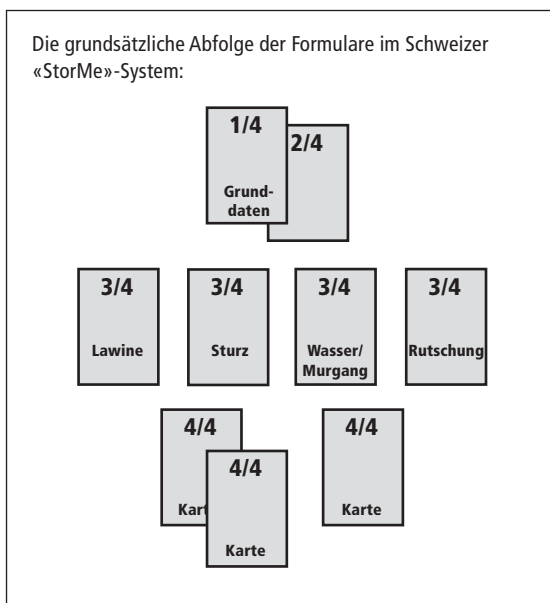 Die grundsätzliche Abfolge der Formulare im Schweizer
«StorMe»-System:
1/4
2/4
Grund-
daten
3/4
Lawine
3/4
Sturz
3/4
Wasser/
Murgang
3/4
Rutschung
4/4
Kart
4/4
Karte
4/4
Karte